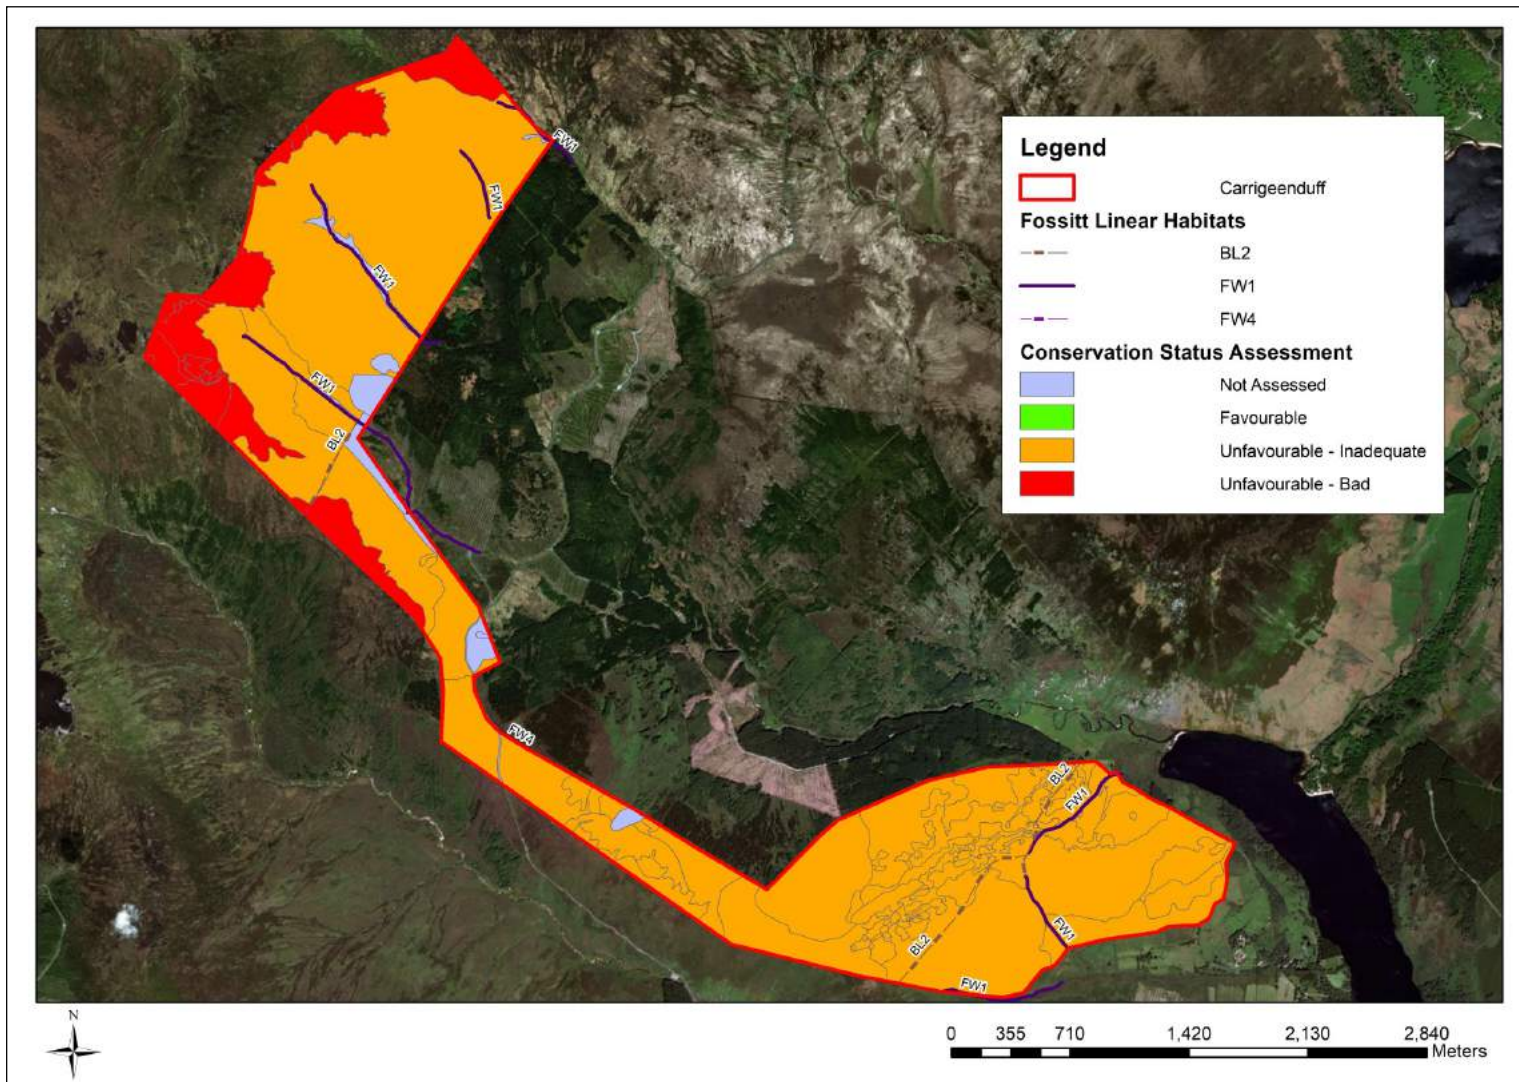 FW1
FW1
FW1
FW1
BL2
FW4
BL2
FW1
BL2
FW1
FW1
Legend
Carrigeenduff
Fossitt Linear Habitats
BL2
FW1
FW4
Conservation Status Assessment
Not Assessed
Favourable
Unfavourable - Inadequate
Unfavourable - Bad
N
0 355 710 1,420 2,130 2,840
Meters